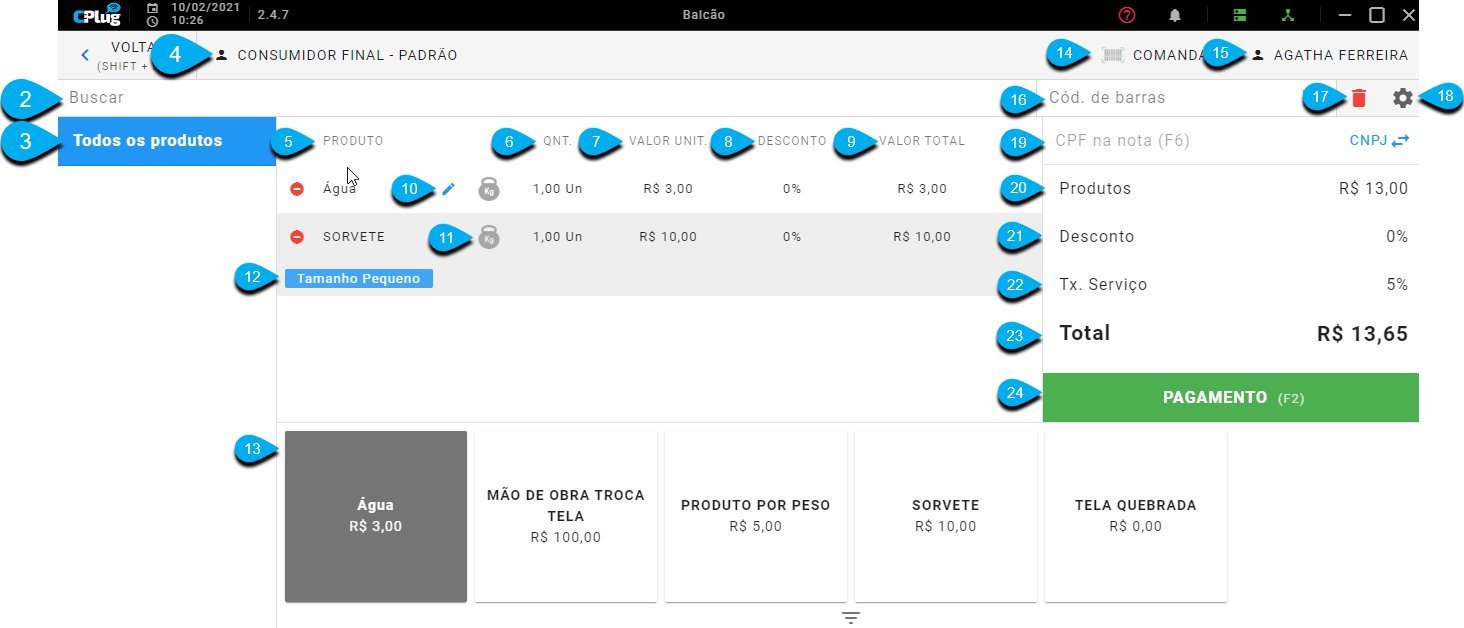 CPlug
10/02/2021
10:26
2.4.7
Balcão
VOLTA
(SHIFT +
4
CONSUMIDOR FINAL - PADRÃO
14
COMANDA
15
AGATHA FERREIRA
2
Buscar
16
Cód. de barras
17
18
3
Todos os produtos
5
PRODUTO
6
QNT.
7
VALOR UNIT.
8
DESCONTO
9
VALOR TOTAL
19
CPF na nota (F6)
CNPJ
Água
10
Kg
1,00 Un
R$ 3,00
0%
R$ 3,00
20
Produtos
R$ 13,00
SORVETE
11
Kg
1,00 Un
R$ 10,00
0%
R$ 10,00
21
Desconto
0%
12
Tamanho Pequeno
22
Tx. Serviço
5%
23
Total
R$ 13,65
24
PAGAMENTO (F2)
13
Água
R$ 3,00
MÃO DE OBRA TROCA
TELA
R$ 100,00
PRODUTO POR PESO
R$ 5,00
SORVETE
R$ 10,00
TELA QUEBRADA
R$ 0,00